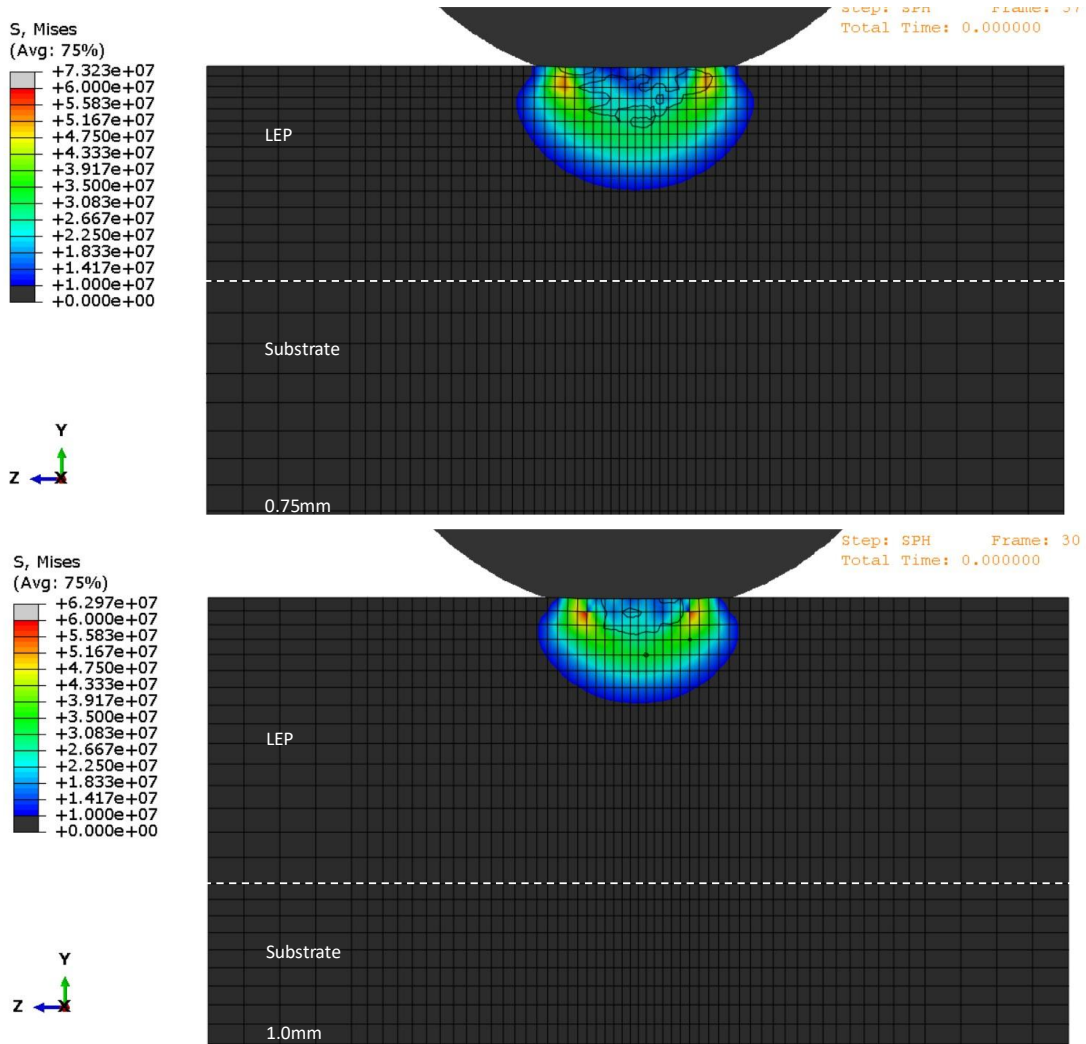 Step: SPH Frame: 37
Total Time: 0.000000
S, Mises
(Avg: 75%)
+7.323e+07
+6.000e+07
+5.583e+07
+5.167e+07
+4.750e+07
+4.333e+07
+3.917e+07
+3.500e+07
+3.083e+07
+2.667e+07
+2.250e+07
+1.833e+07
+1.417e+07
+1.000e+07
+0.000e+00
LEP
Substrate
Y
Z X
0.75mm
Step: SPH Frame: 30
Total Time: 0.000000
S, Mises
(Avg: 75%)
+6.297e+07
+6.000e+07
+5.583e+07
+5.167e+07
+4.750e+07
+4.333e+07
+3.917e+07
+3.500e+07
+3.083e+07
+2.667e+07
+2.250e+07
+1.833e+07
+1.417e+07
+1.000e+07
+0.000e+00
LEP
Substrate
Y
Z X
1.0mm